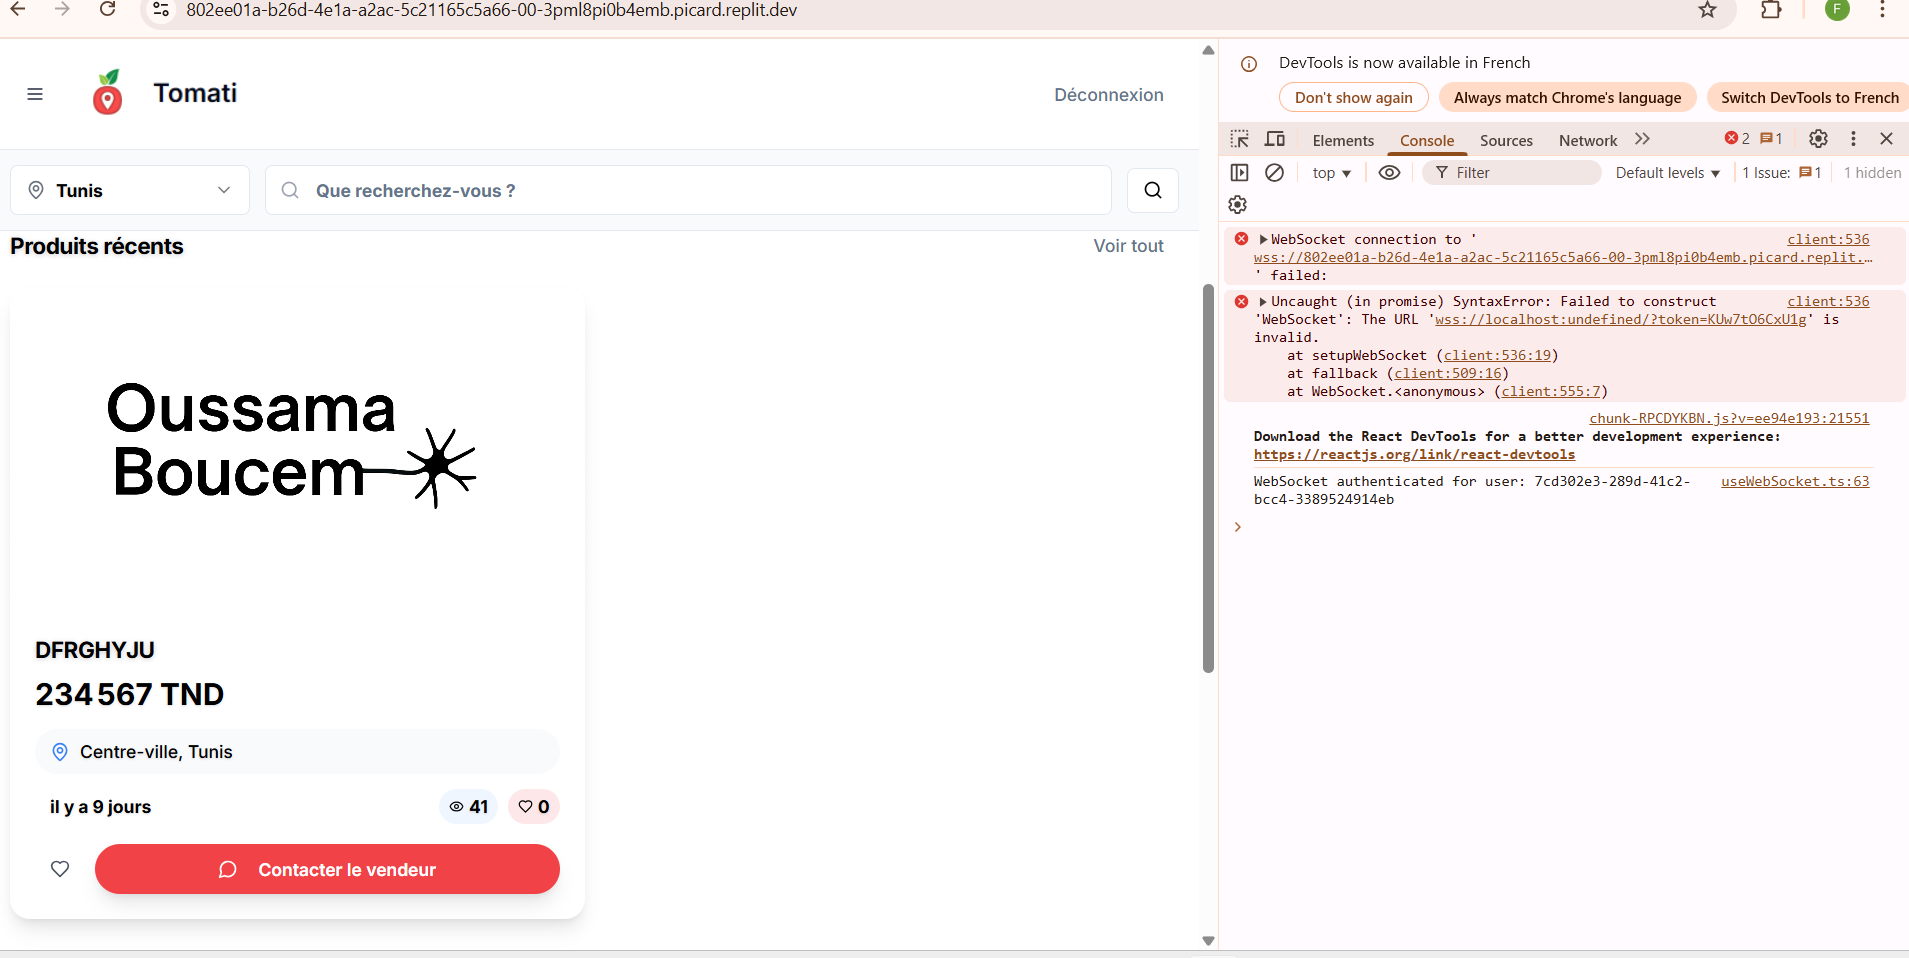 802ee01a-b26d-4e1a-a2ac-5c21165c5a66-00-3pml8pi0b4emb.picard.replit.dev
F
Tomati
Déconnexion
Tunis
Que recherchez-vous ?
Produits récents
Voir tout
Oussama
Boucem
DFRGHYJU
234 567 TND
Centre-ville, Tunis
il y a 9 jours
41
0
Contacter le vendeur
DevTools is now available in French
Don't show again
Always match Chrome's language
Switch DevTools to French
Elements
Console
Sources
Network
2
1
top
Filter
Default levels
1 Issue:
1
1 hidden
WebSocket connection to '
client:536
wss://802ee01a-b26d-4e1a-a2ac-5c21165c5a66-00-3pml8pi0b4emb.picard.replit.…
' failed:
Uncaught (in promise) SyntaxError: Failed to construct
client:536
'WebSocket': The URL 'wss://localhost:undefined/?token=KUw7tO6CxU1g' is
invalid.
at setupWebSocket (client:536:19)
at fallback (client:509:16)
at WebSocket.<anonymous> (client:555:7)
chunk-RPCDYKBN.js?v=ee94e193:21551
Download the React DevTools for a better development experience:
https://reactjs.org/link/react-devtools
WebSocket authenticated for user: 7cd302e3-289d-41c2-
useWebSocket.ts:63
bcc4-3389524914eb